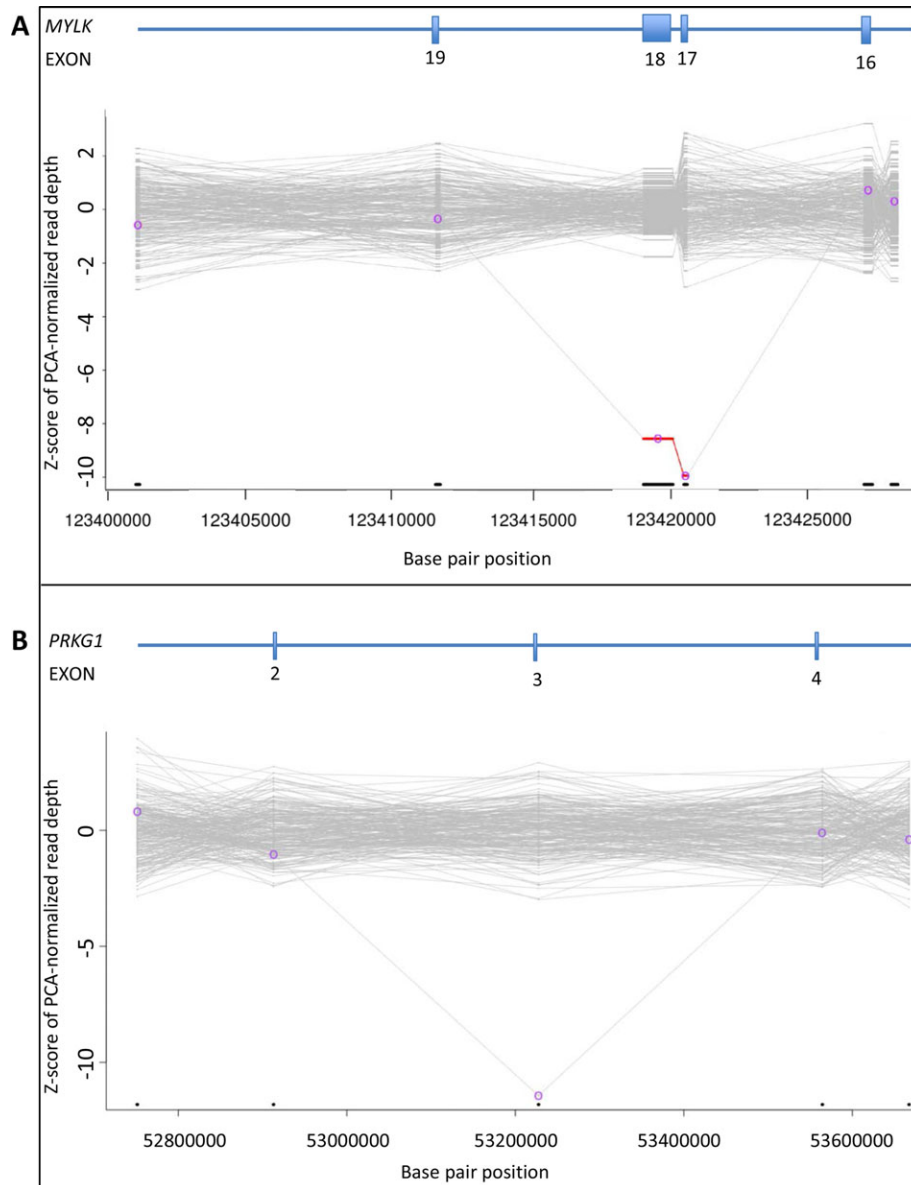 A MYLK
EXON 19 18 17 16
Z-score of PCA-normalized read depth
2
0
2
-4
-6
-8
-10
123400000 123405000 123410000 123415000 123420000 123425000
Base pair position
B PRKG1
EXON 2 3 4
Z-score of PCA-normalized read depth
0
-5
-10
52800000 53000000 53200000 53400000 53600000
Base pair position